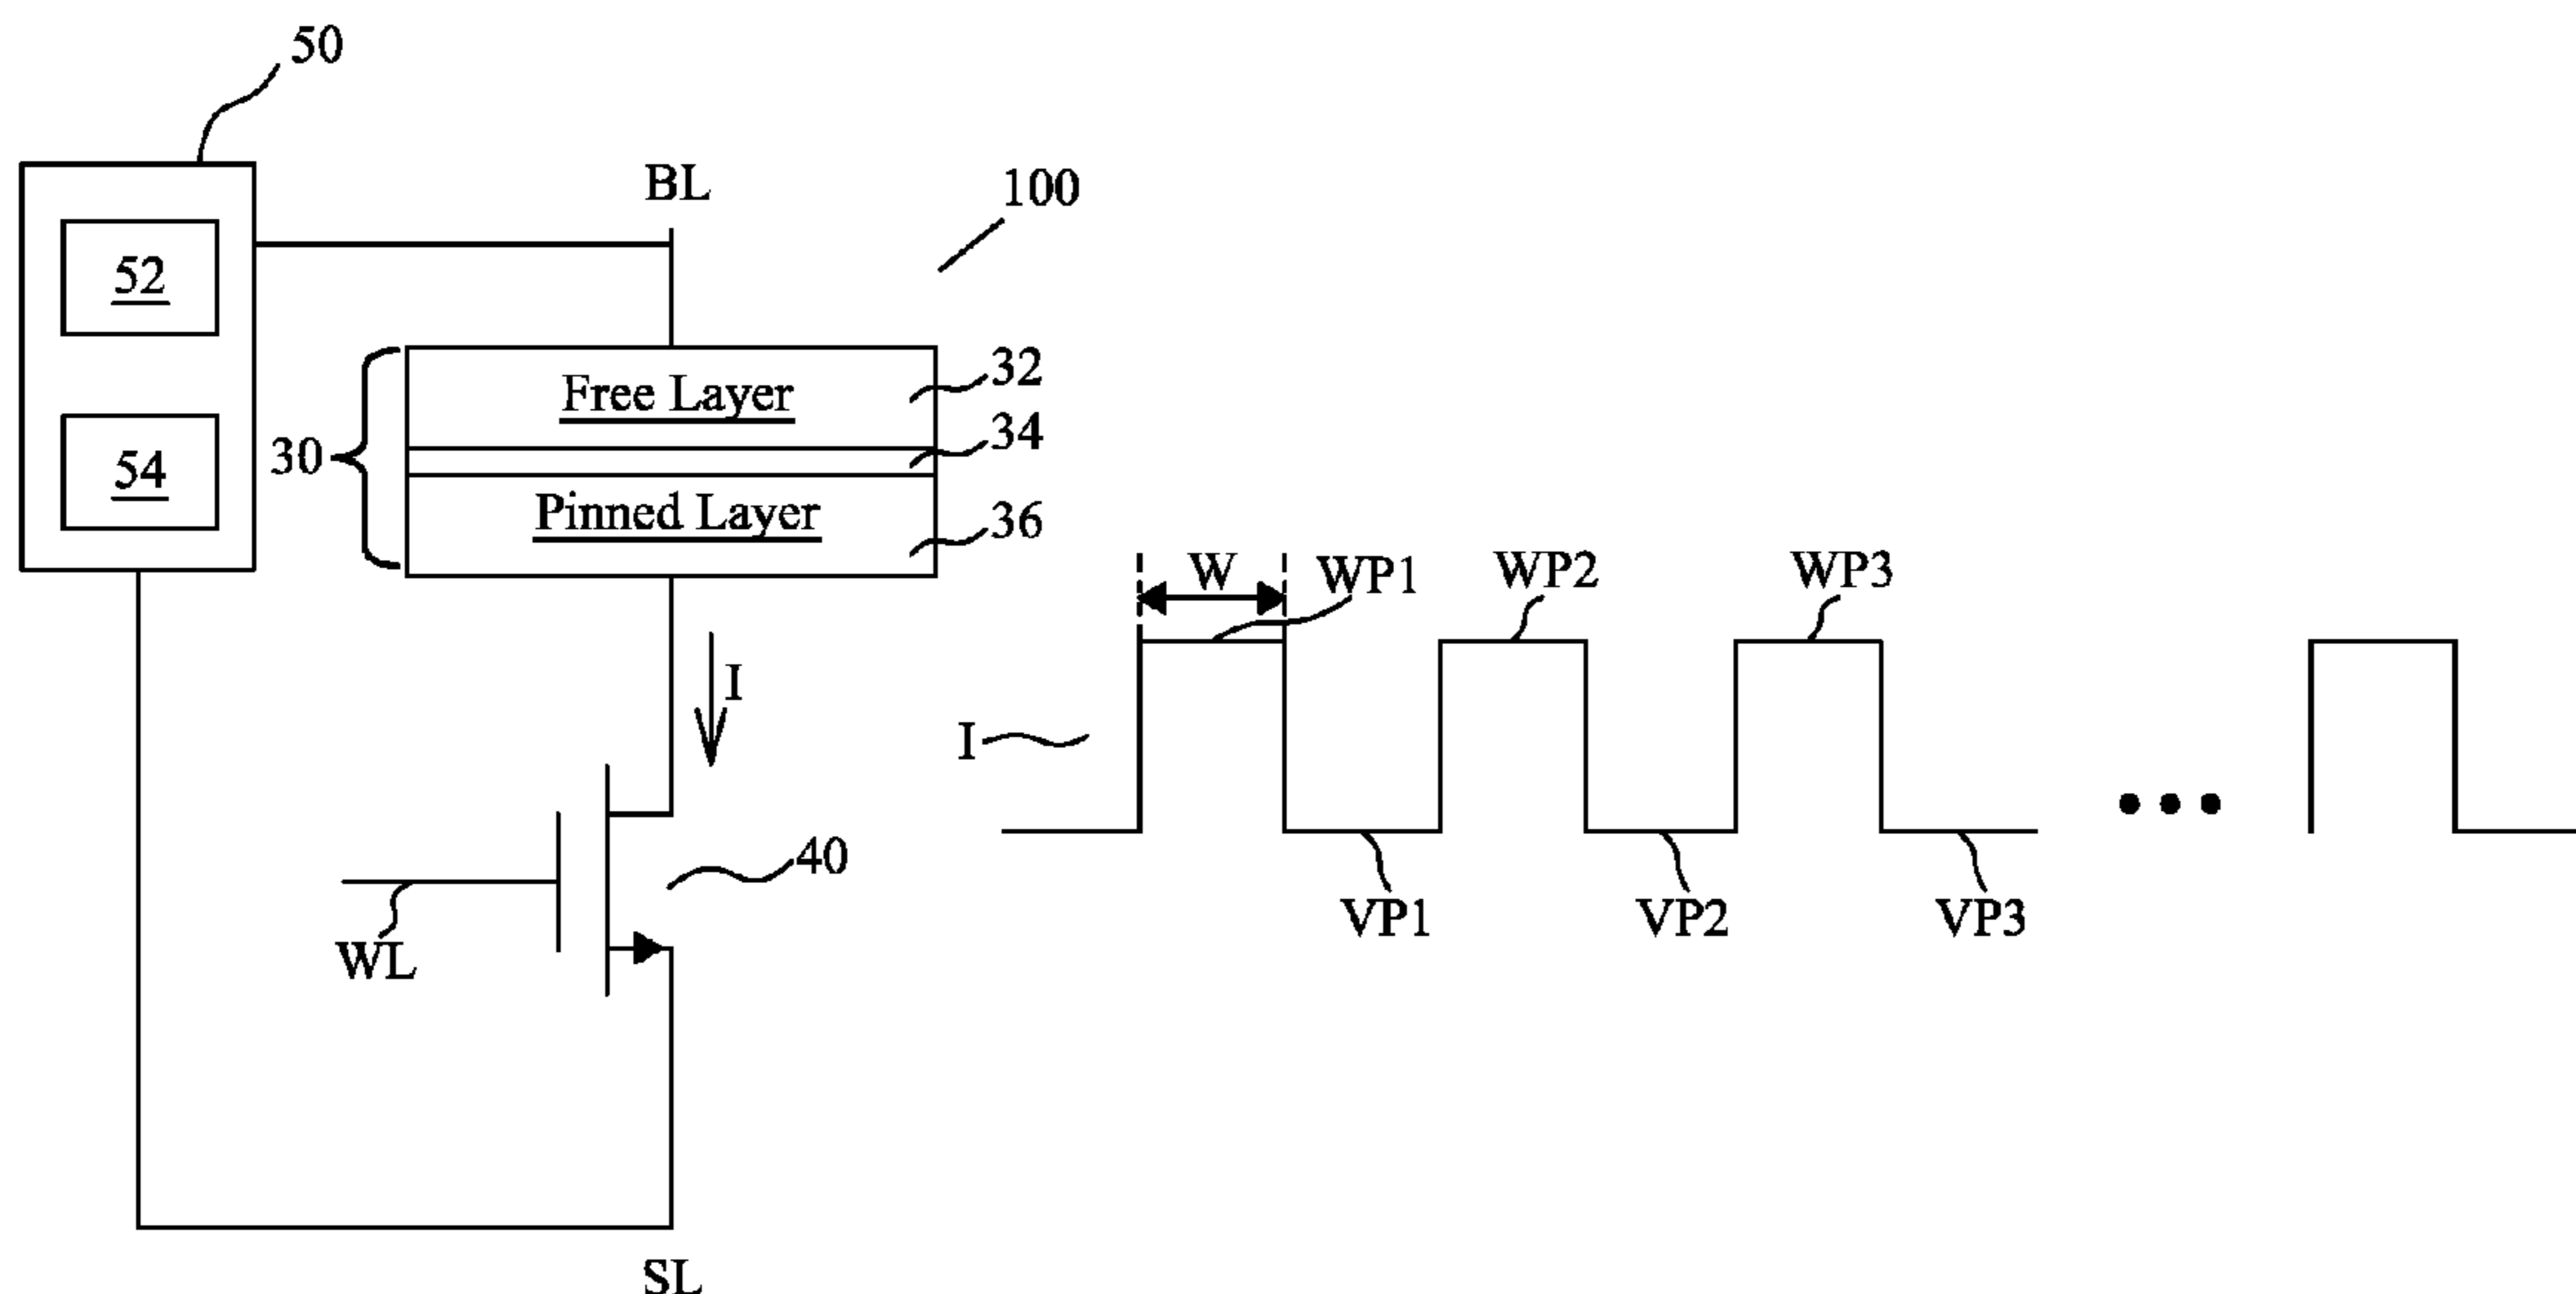 50
BL
100
52
32
Free Layer
34
30
54
Pinned Layer
36
W
WP1
WP2
WP3
I
I
40
VP1
VP2
VP3
WL
SL